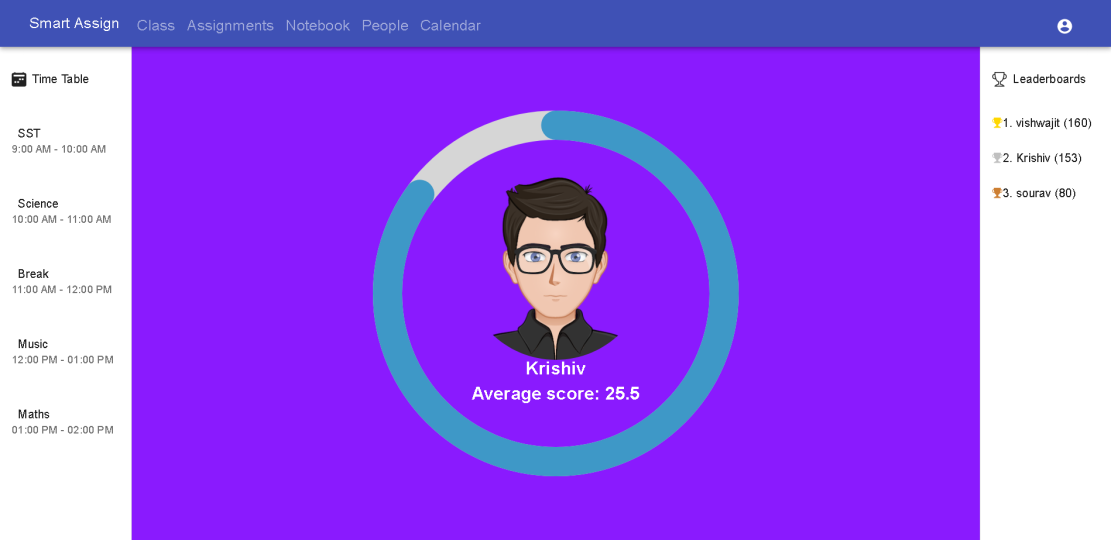 Smart Assign Class Assignments Notebook People Calendar
Time Table
SST
9:00 AM - 10:00 AM
Science
10:00 AM - 11:00 AM
Break
11:00 AM - 12:00 PM
Music
12:00 PM - 01:00 PM
Maths
01:00 PM - 02:00 PM
Krishiv
Average score: 25.5
Leaderboards
1. vishwajit (160)
2. Krishiv (153)
3. sourav (80)